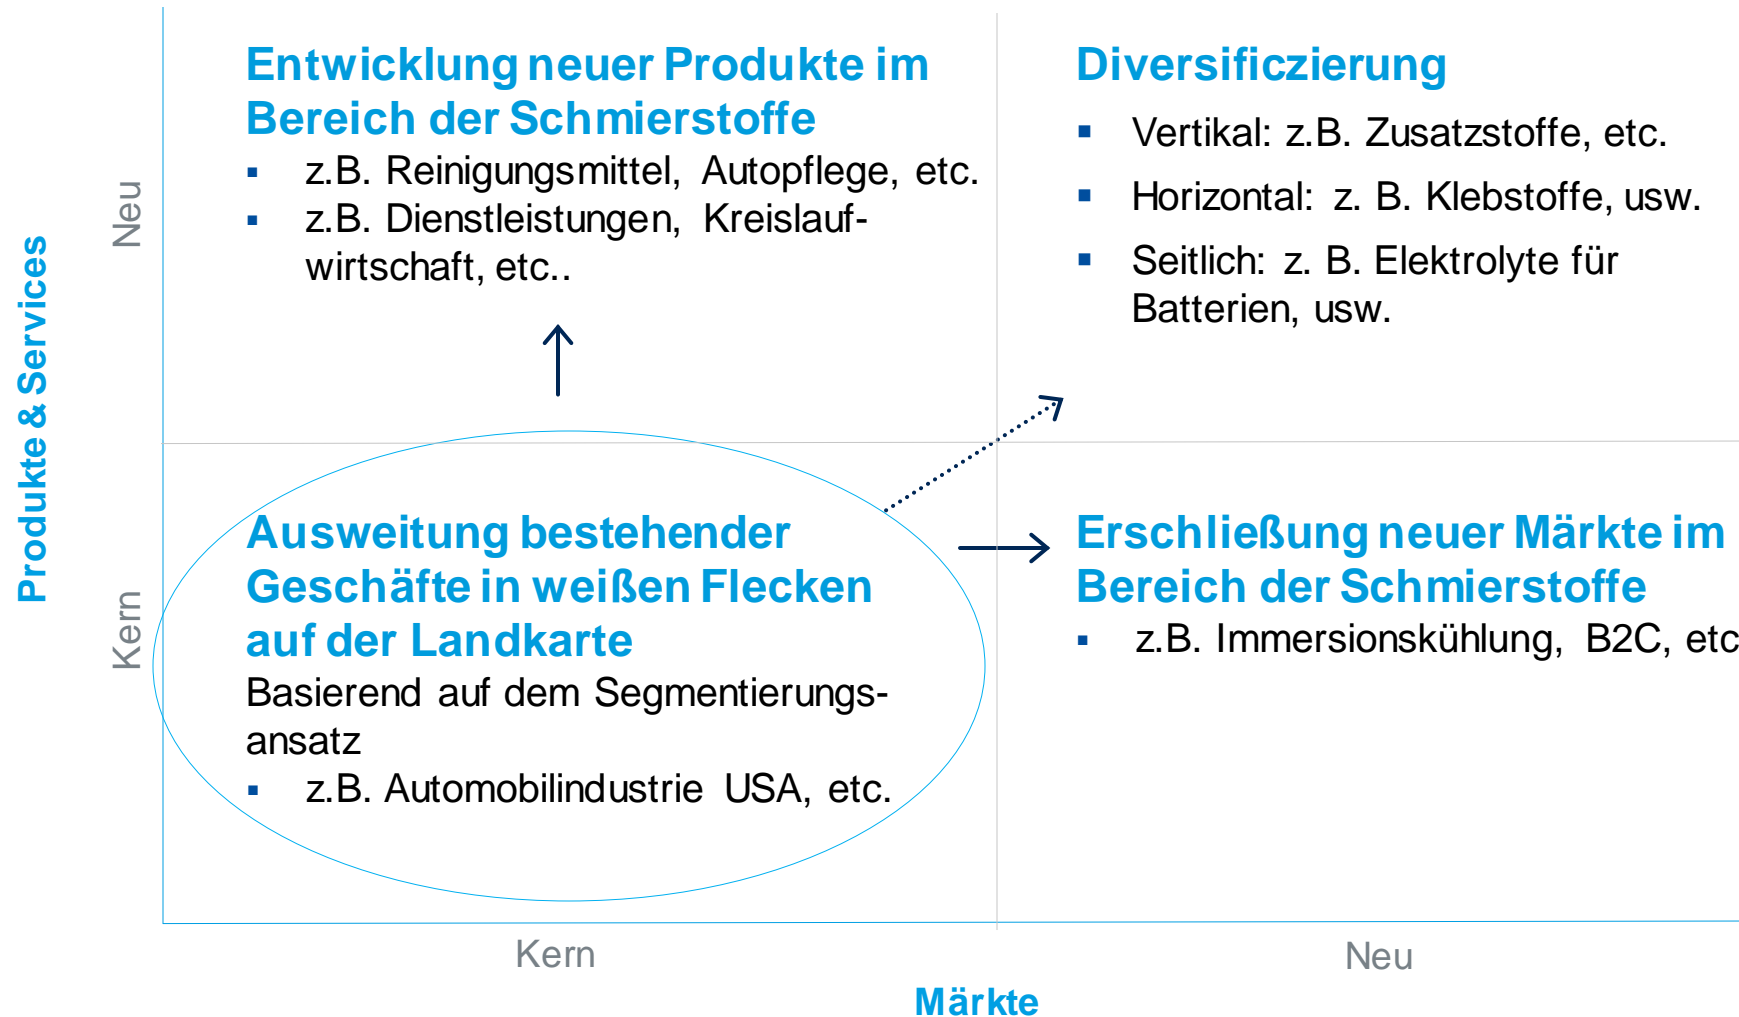 Entwicklung neuer Produkte im
Bereich der Schmierstoffe
▪ z.B. Reinigungsmittel, Autopflege, etc.
▪ z.B. Dienstleistungen, Kreislauf-
wirtschaft, etc..
Diversificzierung
▪ Vertikal: z.B. Zusatzstoffe, etc.
▪ Horizontal: z. B. Klebstoffe, usw.
▪ Seitlich: z. B. Elektrolyte für
Batterien, usw.
Neu
Produkte & Services
Kern
Ausweitung bestehender
Geschäfte in weißen Flecken
auf der Landkarte
Basierend auf dem Segmentierungs-
ansatz
▪ z.B. Automobilindustrie USA, etc.
Erschließung neuer Märkte im
Bereich der Schmierstoffe
▪ z.B. Immersionskühlung, B2C, etc
Kern
Neu
Märkte